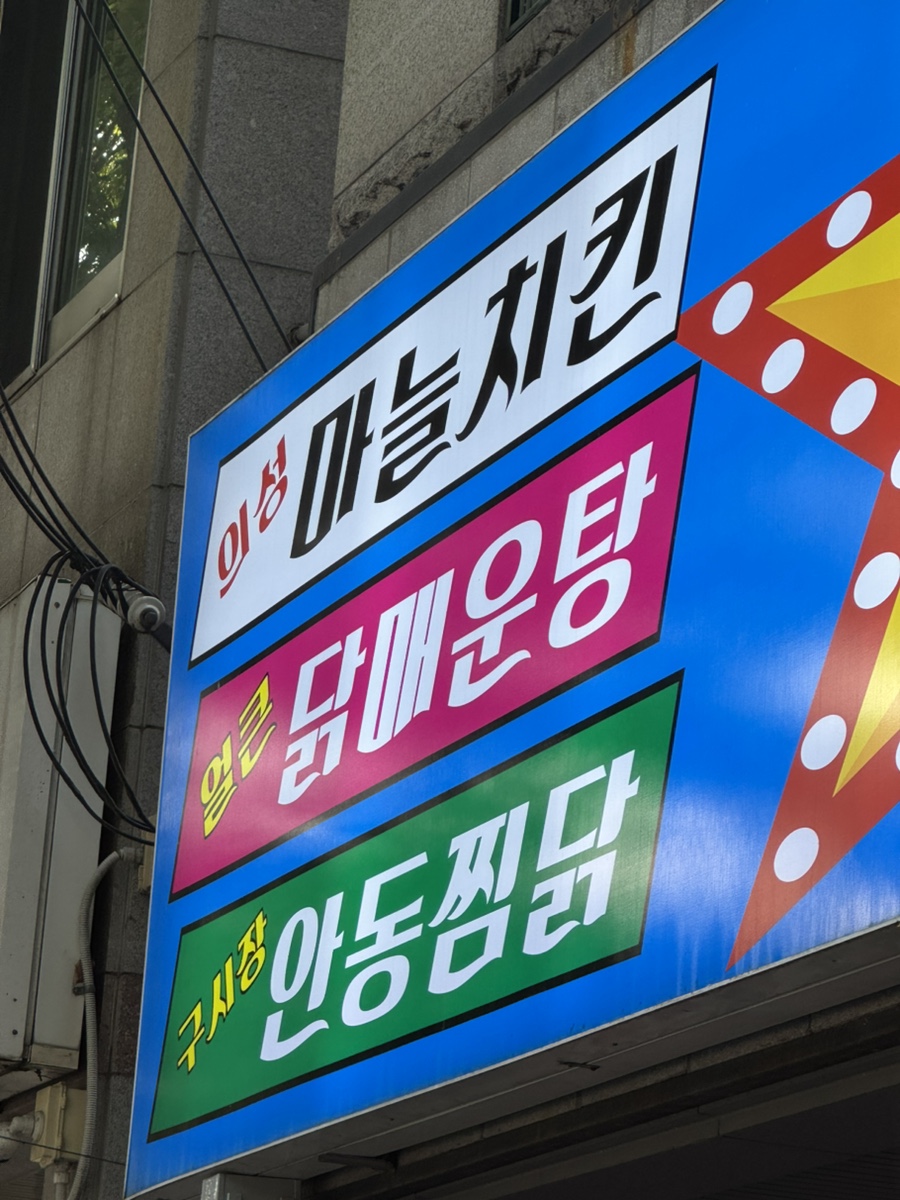 의성 마늘치킨
얼큰 닭매운탕
구시장 안동찜닭